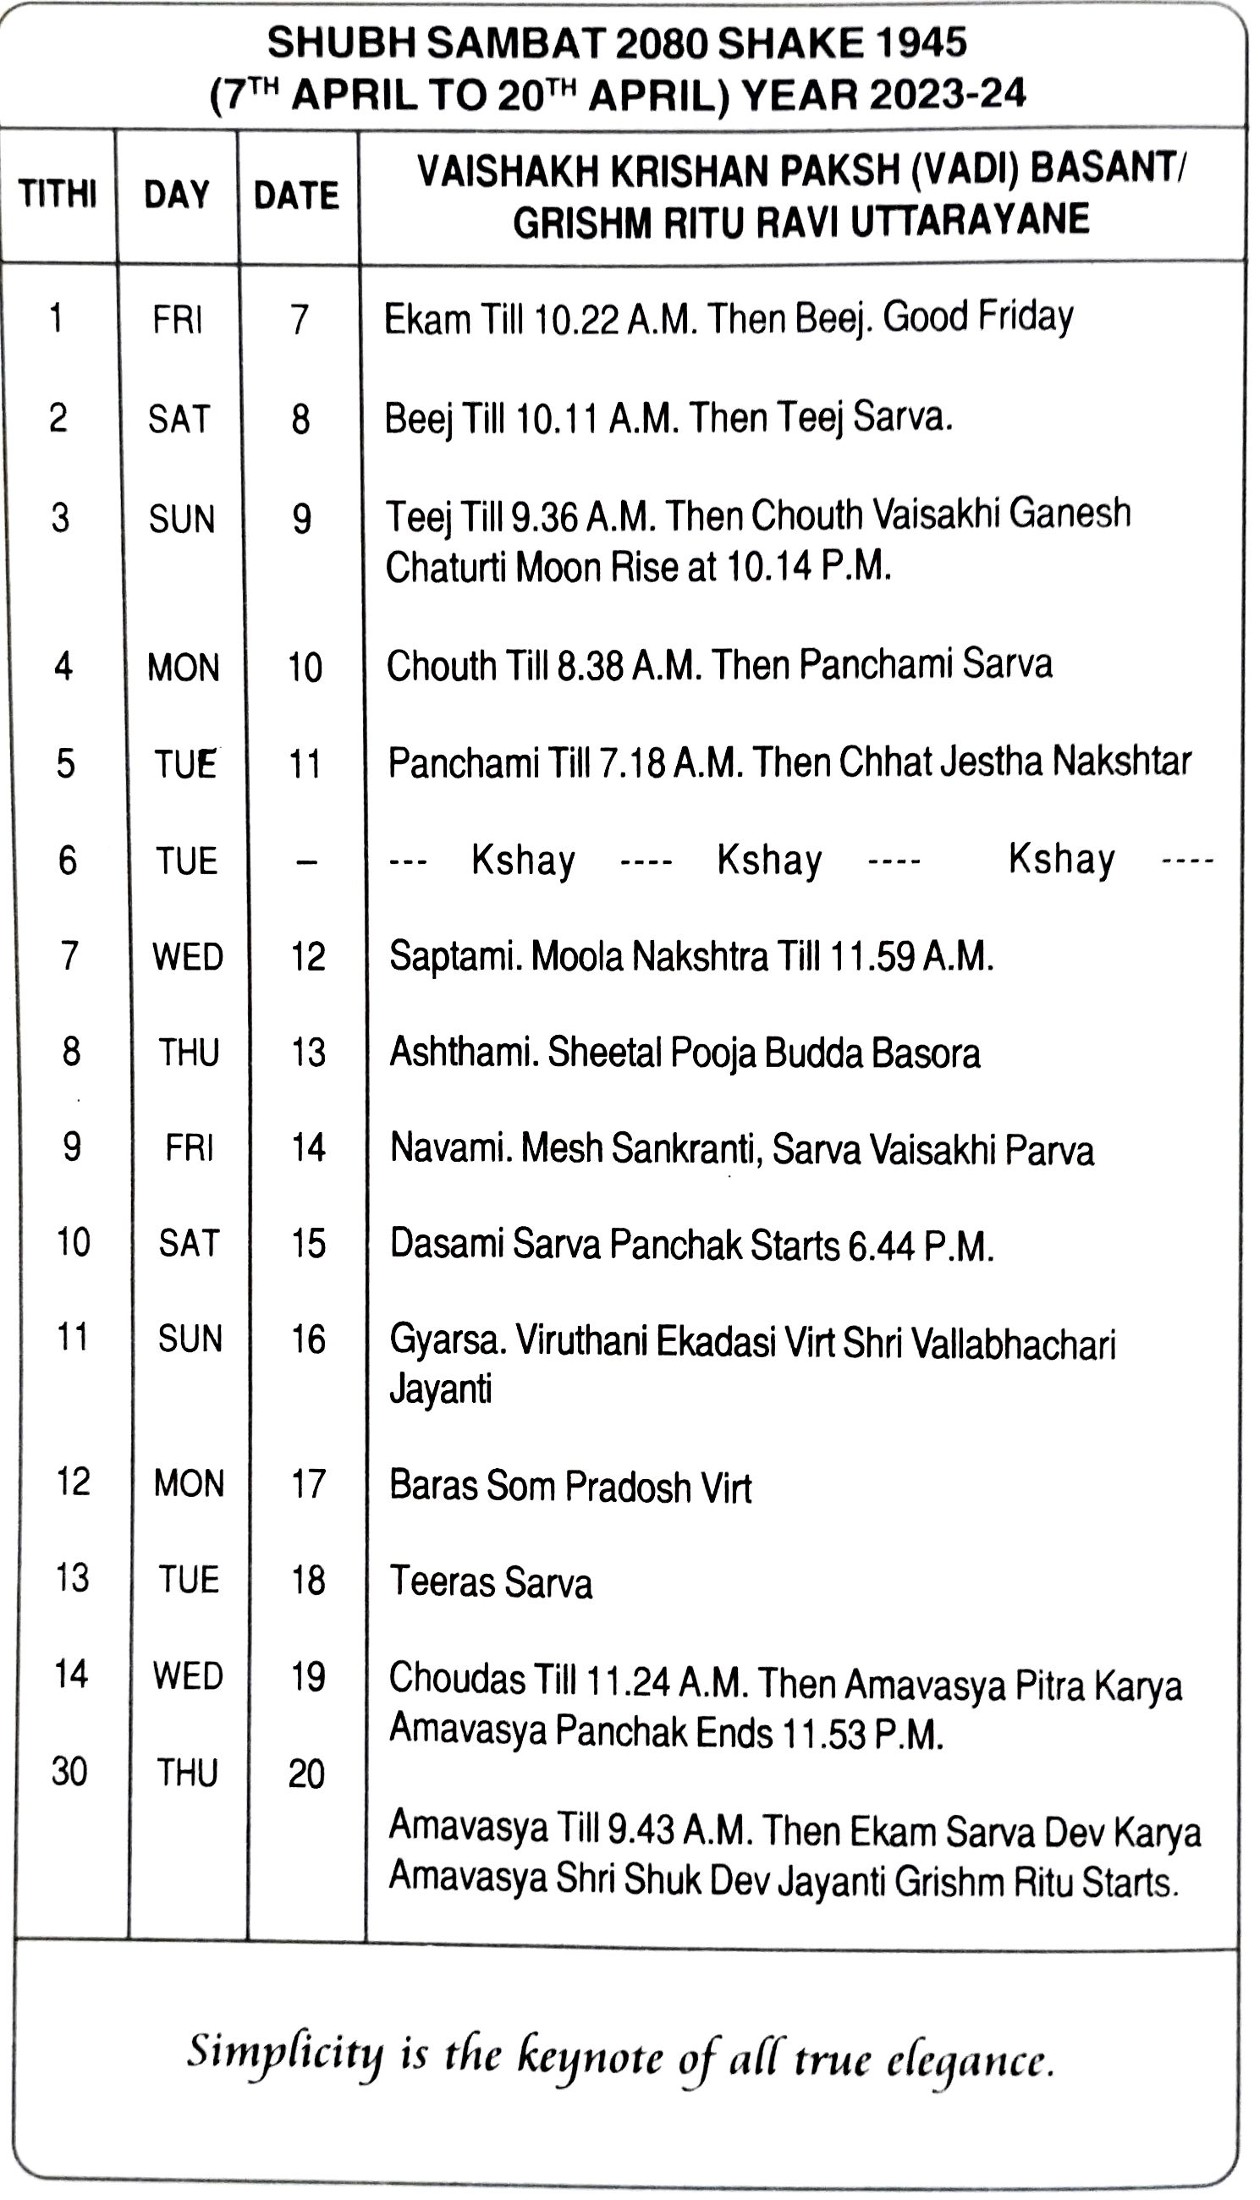 SHUBH SAMBAT 2080 SHAKE 1945
(7TH APRIL TO 20TH APRIL) YEAR 2023-24
TITHI DAY DATE VAISHAKH KRISHAN PAKSH (VADI) BASANT/
GRISHM RITU RAVI UTTARAYANE
1 FRI 7 Ekam Till 10.22 A.M. Then Beej. Good Friday
2 SAT 8 Beej Till 10.11 A.M. Then Teej Sarva.
3 SUN 9 Teej Till 9.36 A.M. Then Chouth Vaisakhi Ganesh
Chaturti Moon Rise at 10.14 P.M.
4 MON 10 Chouth Till 8.38 A.M. Then Panchami Sarva
5 TUE 11 Panchami Till 7.18 A.M. Then Chhat Jestha Nakshtar
6 TUE – --- Kshay ---- Kshay ---- Kshay ----
7 WED 12 Saptami. Moola Nakshtra Till 11.59 A.M.
8 THU 13 Ashthami. Sheetal Pooja Budda Basora
9 FRI 14 Navami. Mesh Sankranti, Sarva Vaisakhi Parva
10 SAT 15 Dasami Sarva Panchak Starts 6.44 P.M.
11 SUN 16 Gyarsa. Viruthani Ekadasi Virt Shri Vallabhachari
Jayanti
12 MON 17 Baras Som Pradosh Virt
13 TUE 18 Teeras Sarva
14 WED 19 Choudas Till 11.24 A.M. Then Amavasya Pitra Karya
Amavasya Panchak Ends 11.53 P.M.
30 THU 20
Amavasya Till 9.43 A.M. Then Ekam Sarva Dev Karya
Amavasya Shri Shuk Dev Jayanti Grishm Ritu Starts.
Simplicity is the keynote of all true elegance.